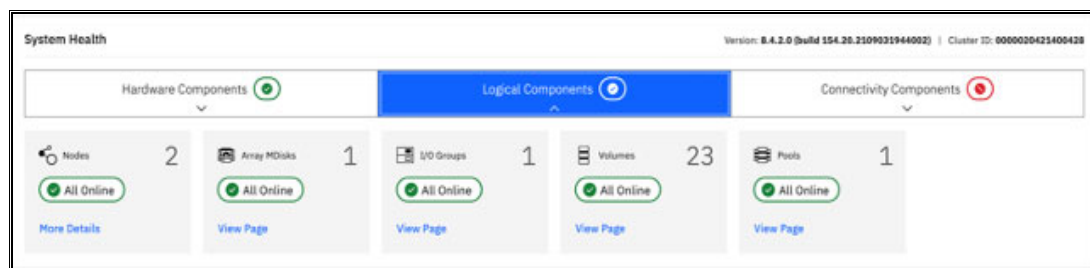 System Health
Version: 8.4.2.0 (build 154.20.2109031944002) | Cluster ID: 0000020421400428
Hardware Components
Logical Components
Connectivity Components
Nodes 2
All Online
More Details
Array MDisks 1
All Online
View Page
I/O Groups 1
All Online
View Page
Volumes 23
All Online
View Page
Pools 1
All Online
View Page